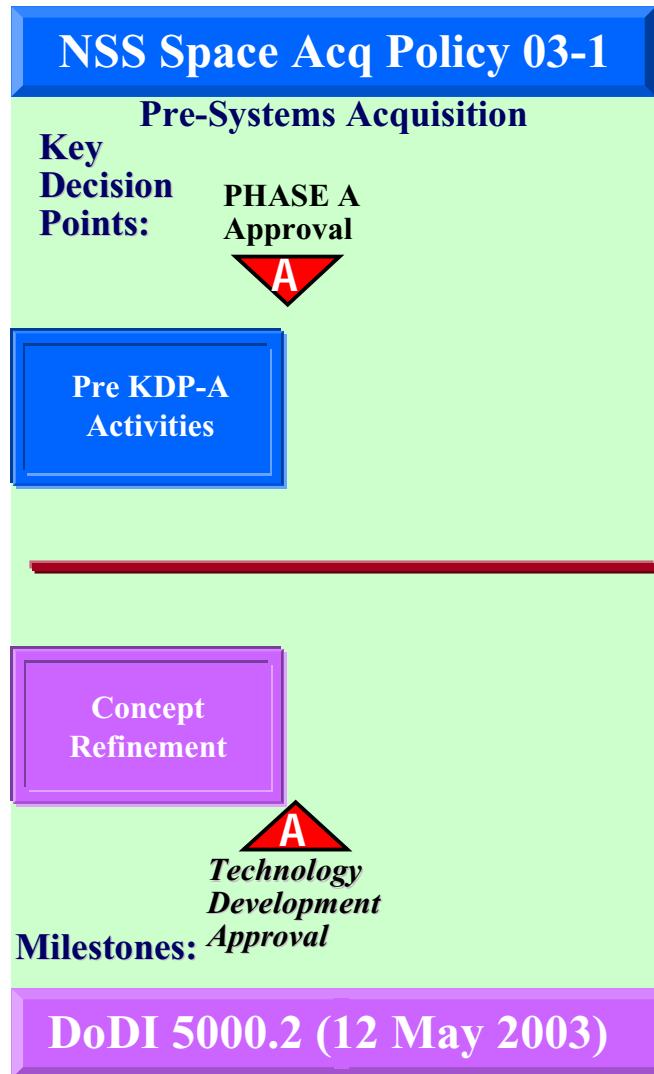 NSS Space Acq Policy 03-1
Pre-Systems Acquisition
Key
Decision
Points:
PHASE A
Approval
A
Pre KDP-A
Activities
Concept
Refinement
A
Technology
Development
Approval
Milestones:
DoDI 5000.2 (12 May 2003)